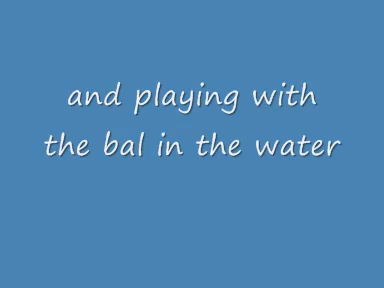 and playing with
the bal in the water